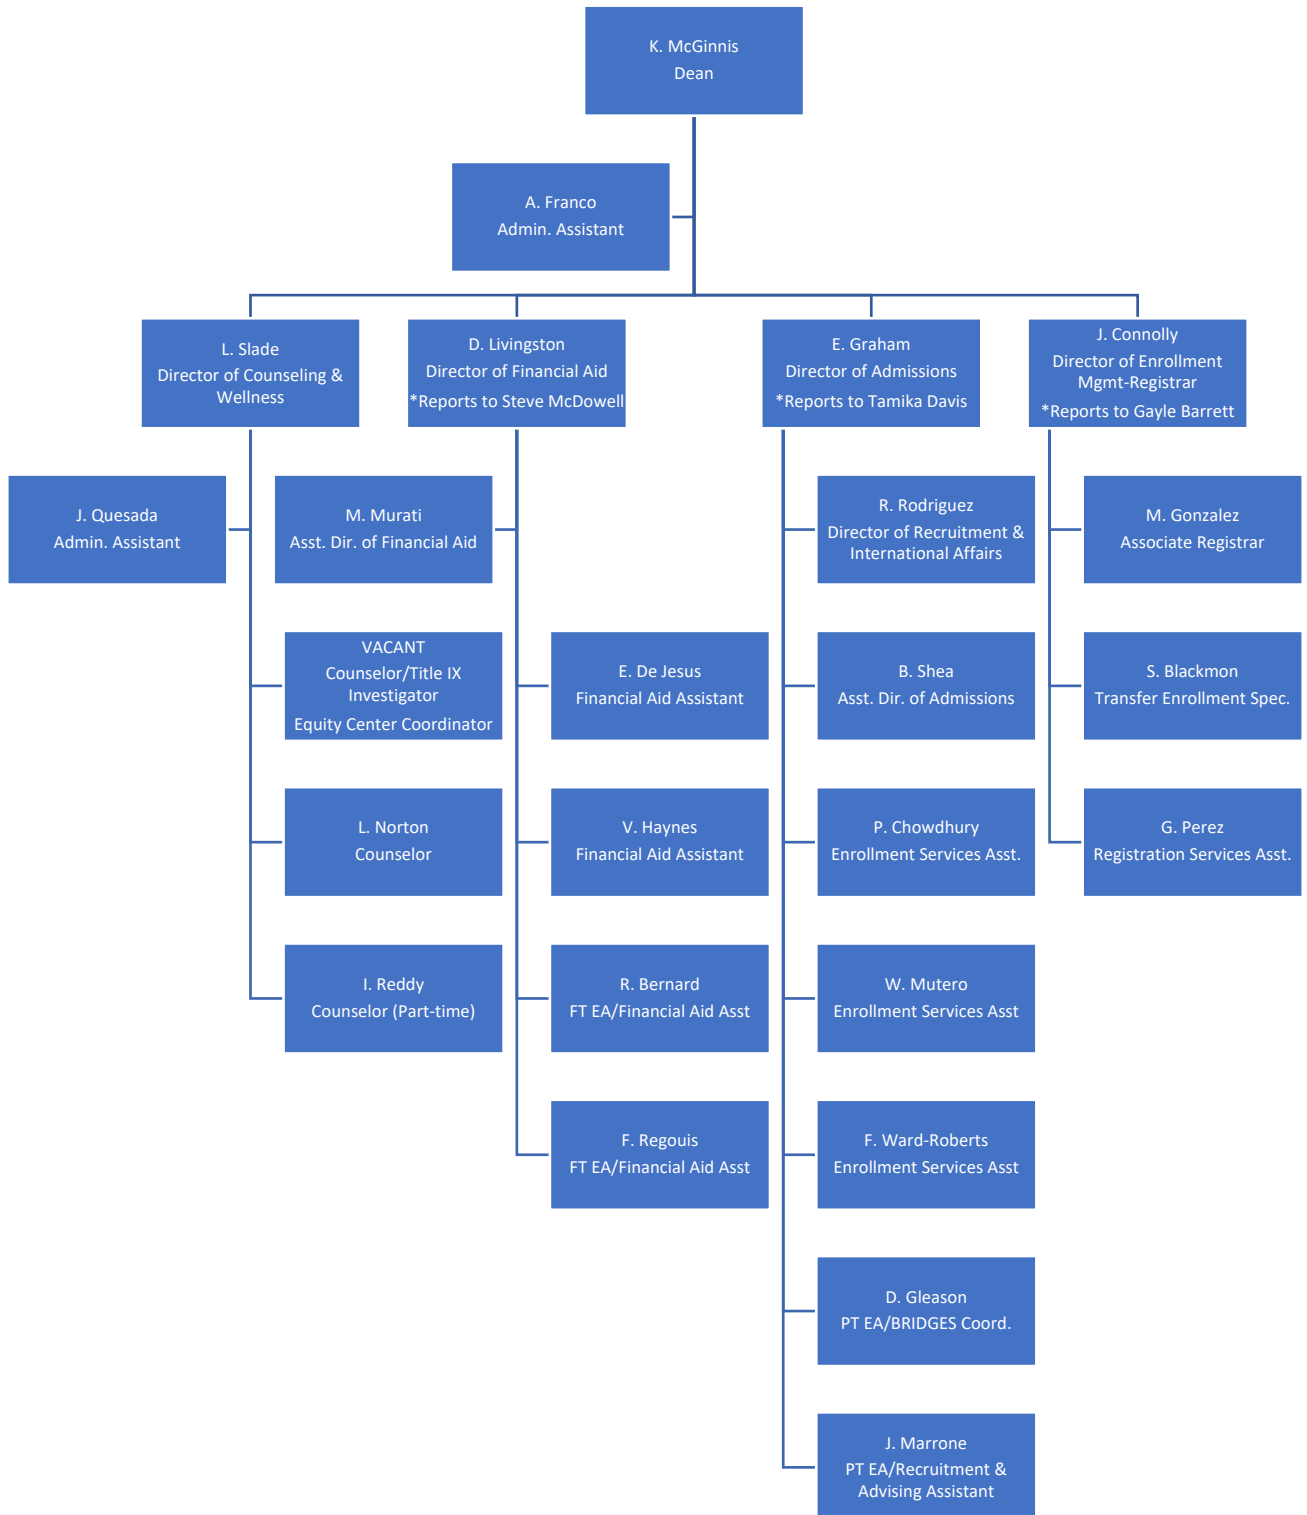 K. McGinnis
Dean
A. Franco
Admin. Assistant
L. Slade
Director of Counseling &
Wellness
D. Livingston
Director of Financial Aid
*Reports to Steve McDowell
E. Graham
Director of Admissions
*Reports to Tamika Davis
J. Connolly
Director of Enrollment
Mgmt-Registrar
*Reports to Gayle Barrett
J. Quesada
Admin. Assistant
M. Murati
Asst. Dir. of Financial Aid
R. Rodriguez
Director of Recruitment &
International Affairs
M. Gonzalez
Associate Registrar
VACANT
Counselor/Title IX
Investigator
Equity Center Coordinator
E. De Jesus
Financial Aid Assistant
B. Shea
Asst. Dir. of Admissions
S. Blackmon
Transfer Enrollment Spec.
L. Norton
Counselor
V. Haynes
Financial Aid Assistant
P. Chowdhury
Enrollment Services Asst.
G. Perez
Registration Services Asst.
I. Reddy
Counselor (Part-time)
R. Bernard
FT EA/Financial Aid Asst
W. Mutero
Enrollment Services Asst
F. Regouis
FT EA/Financial Aid Asst
F. Ward-Roberts
Enrollment Services Asst
D. Gleason
PT EA/BRIDGES Coord.
J. Marrone
PT EA/Recruitment &
Advising Assistant